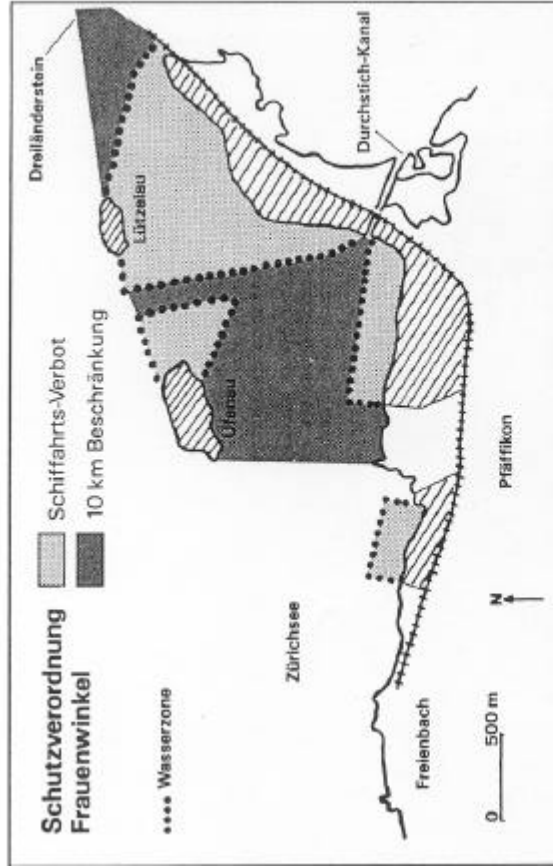 Schutzverordnung
Frauenwinkel
Schiffahrts-Verbot
10 km Beschränkung
Wasserzone
Dreiländerstein
Lützelau
Ufenau
Durchstich-Kanal
Zürichsee
Pfäffikon
Freienbach
N
0 500 m